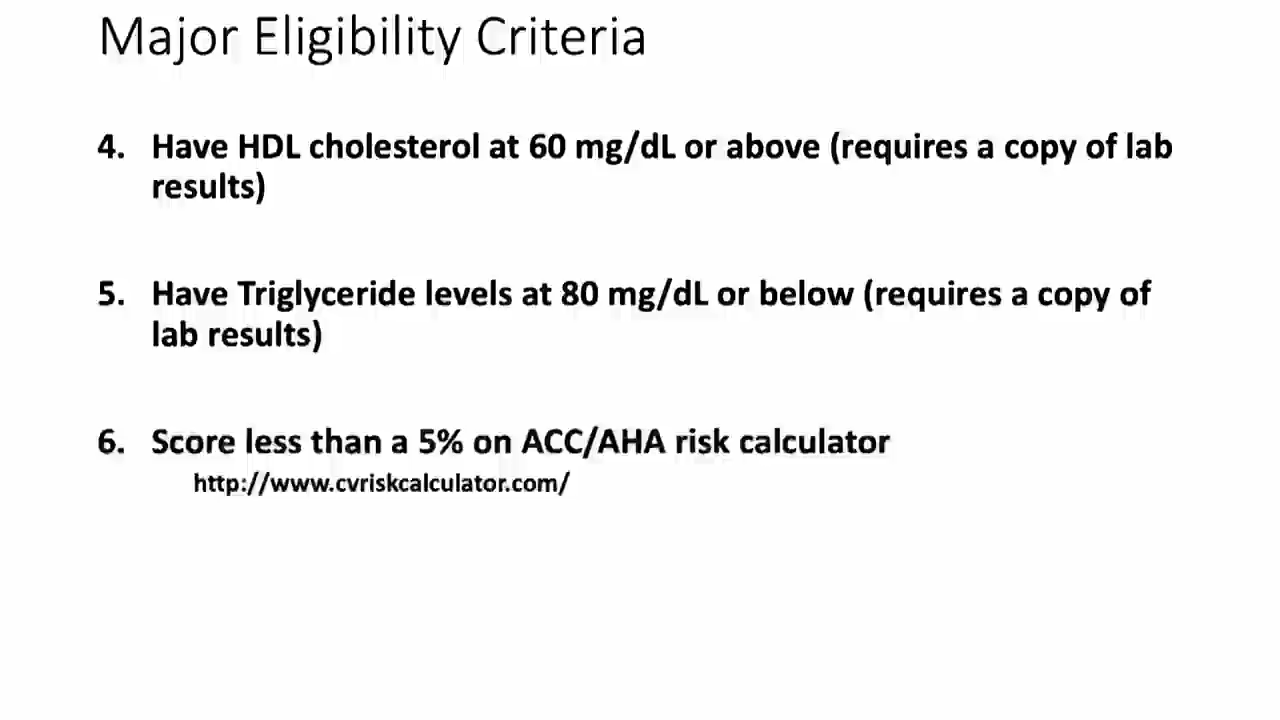 Major Eligibility Criteria
4. Have HDL cholesterol at 60 mg/dL or above (requires a copy of lab
results)
5. Have Triglyceride levels at 80 mg/dL or below (requires a copy of
lab results)
6. Score less than a 5% on ACC/AHA risk calculator
http://www.cvriskcalculator.com/